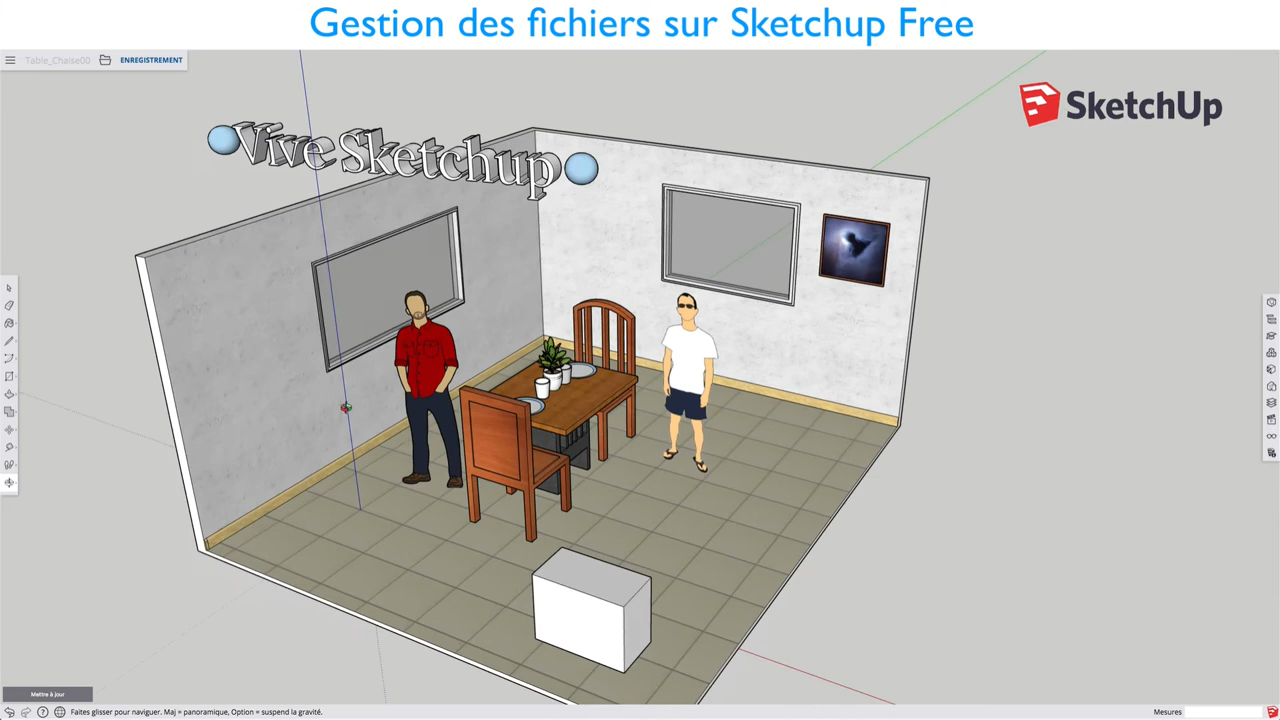 Gestion des fichiers sur Sketchup Free
Table_Chaise00
ENREGISTREMENT
SketchUp
Vive Sketchup
Mettre à jour
Faites glisser pour naviguer. Maj = panoramique, Option = suspend la gravité.
Mesures